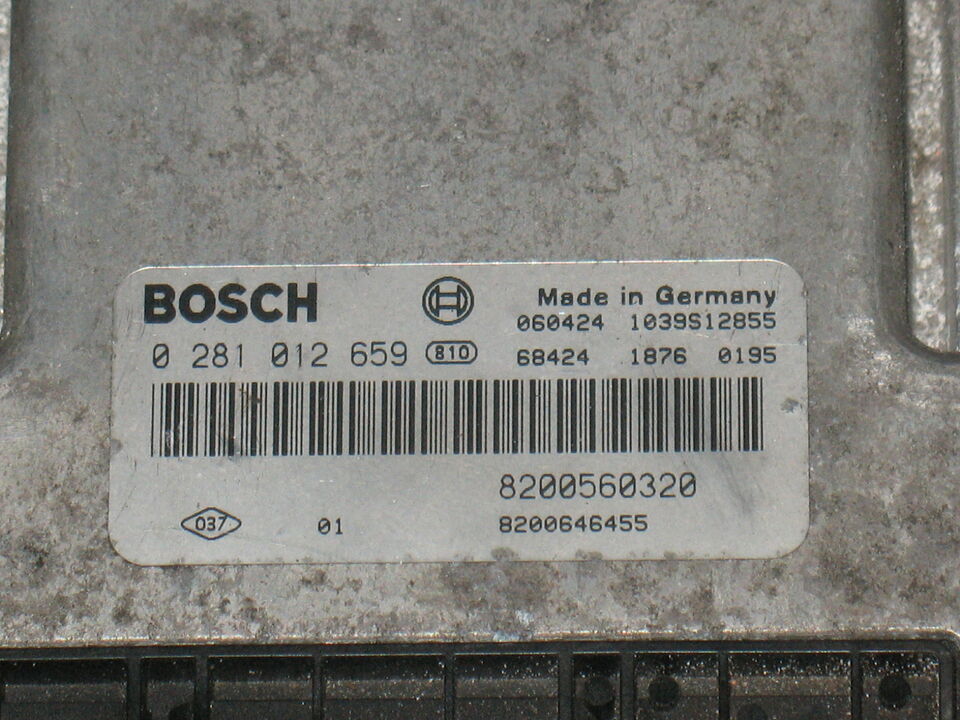 BOSCH
Made in Germany
060424 1039S12855
0 281 012 659 810
68424 1876 0195
8200560320
037 01 8200646455